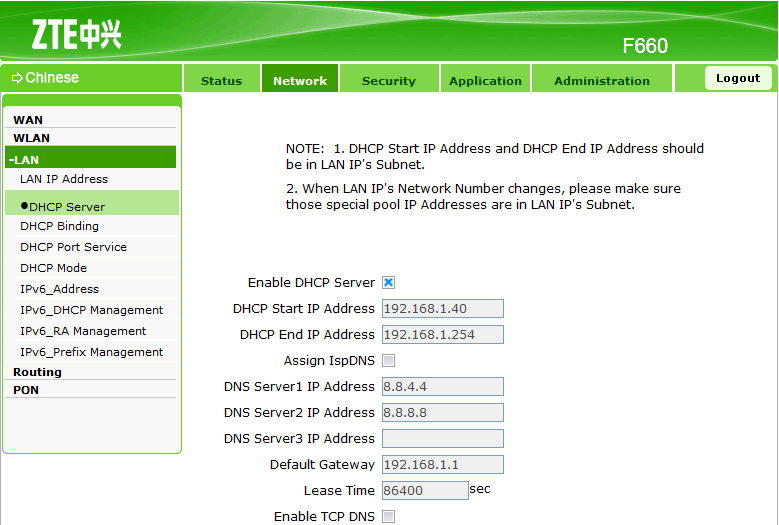 ZTE中兴
F660
Chinese
Status Network Security Application Administration Logout
WAN
WLAN
-LAN
LAN IP Address
DHCP Server
DHCP Binding
DHCP Port Service
DHCP Mode
IPv6_Address
IPv6_DHCP Management
IPv6_RA Management
IPv6_Prefix Management
Routing
PON
NOTE: 1. DHCP Start IP Address and DHCP End IP Address should
be in LAN IP's Subnet.
2. When LAN IP's Network Number changes, please make sure
those special pool IP Addresses are in LAN IP's Subnet.
Enable DHCP Server
DHCP Start IP Address 192.168.1.40
DHCP End IP Address 192.168.1.254
Assign IspDNS
DNS Server1 IP Address 8.8.4.4
DNS Server2 IP Address 8.8.8.8
DNS Server3 IP Address
Default Gateway 192.168.1.1
Lease Time 86400 sec
Enable TCP DNS